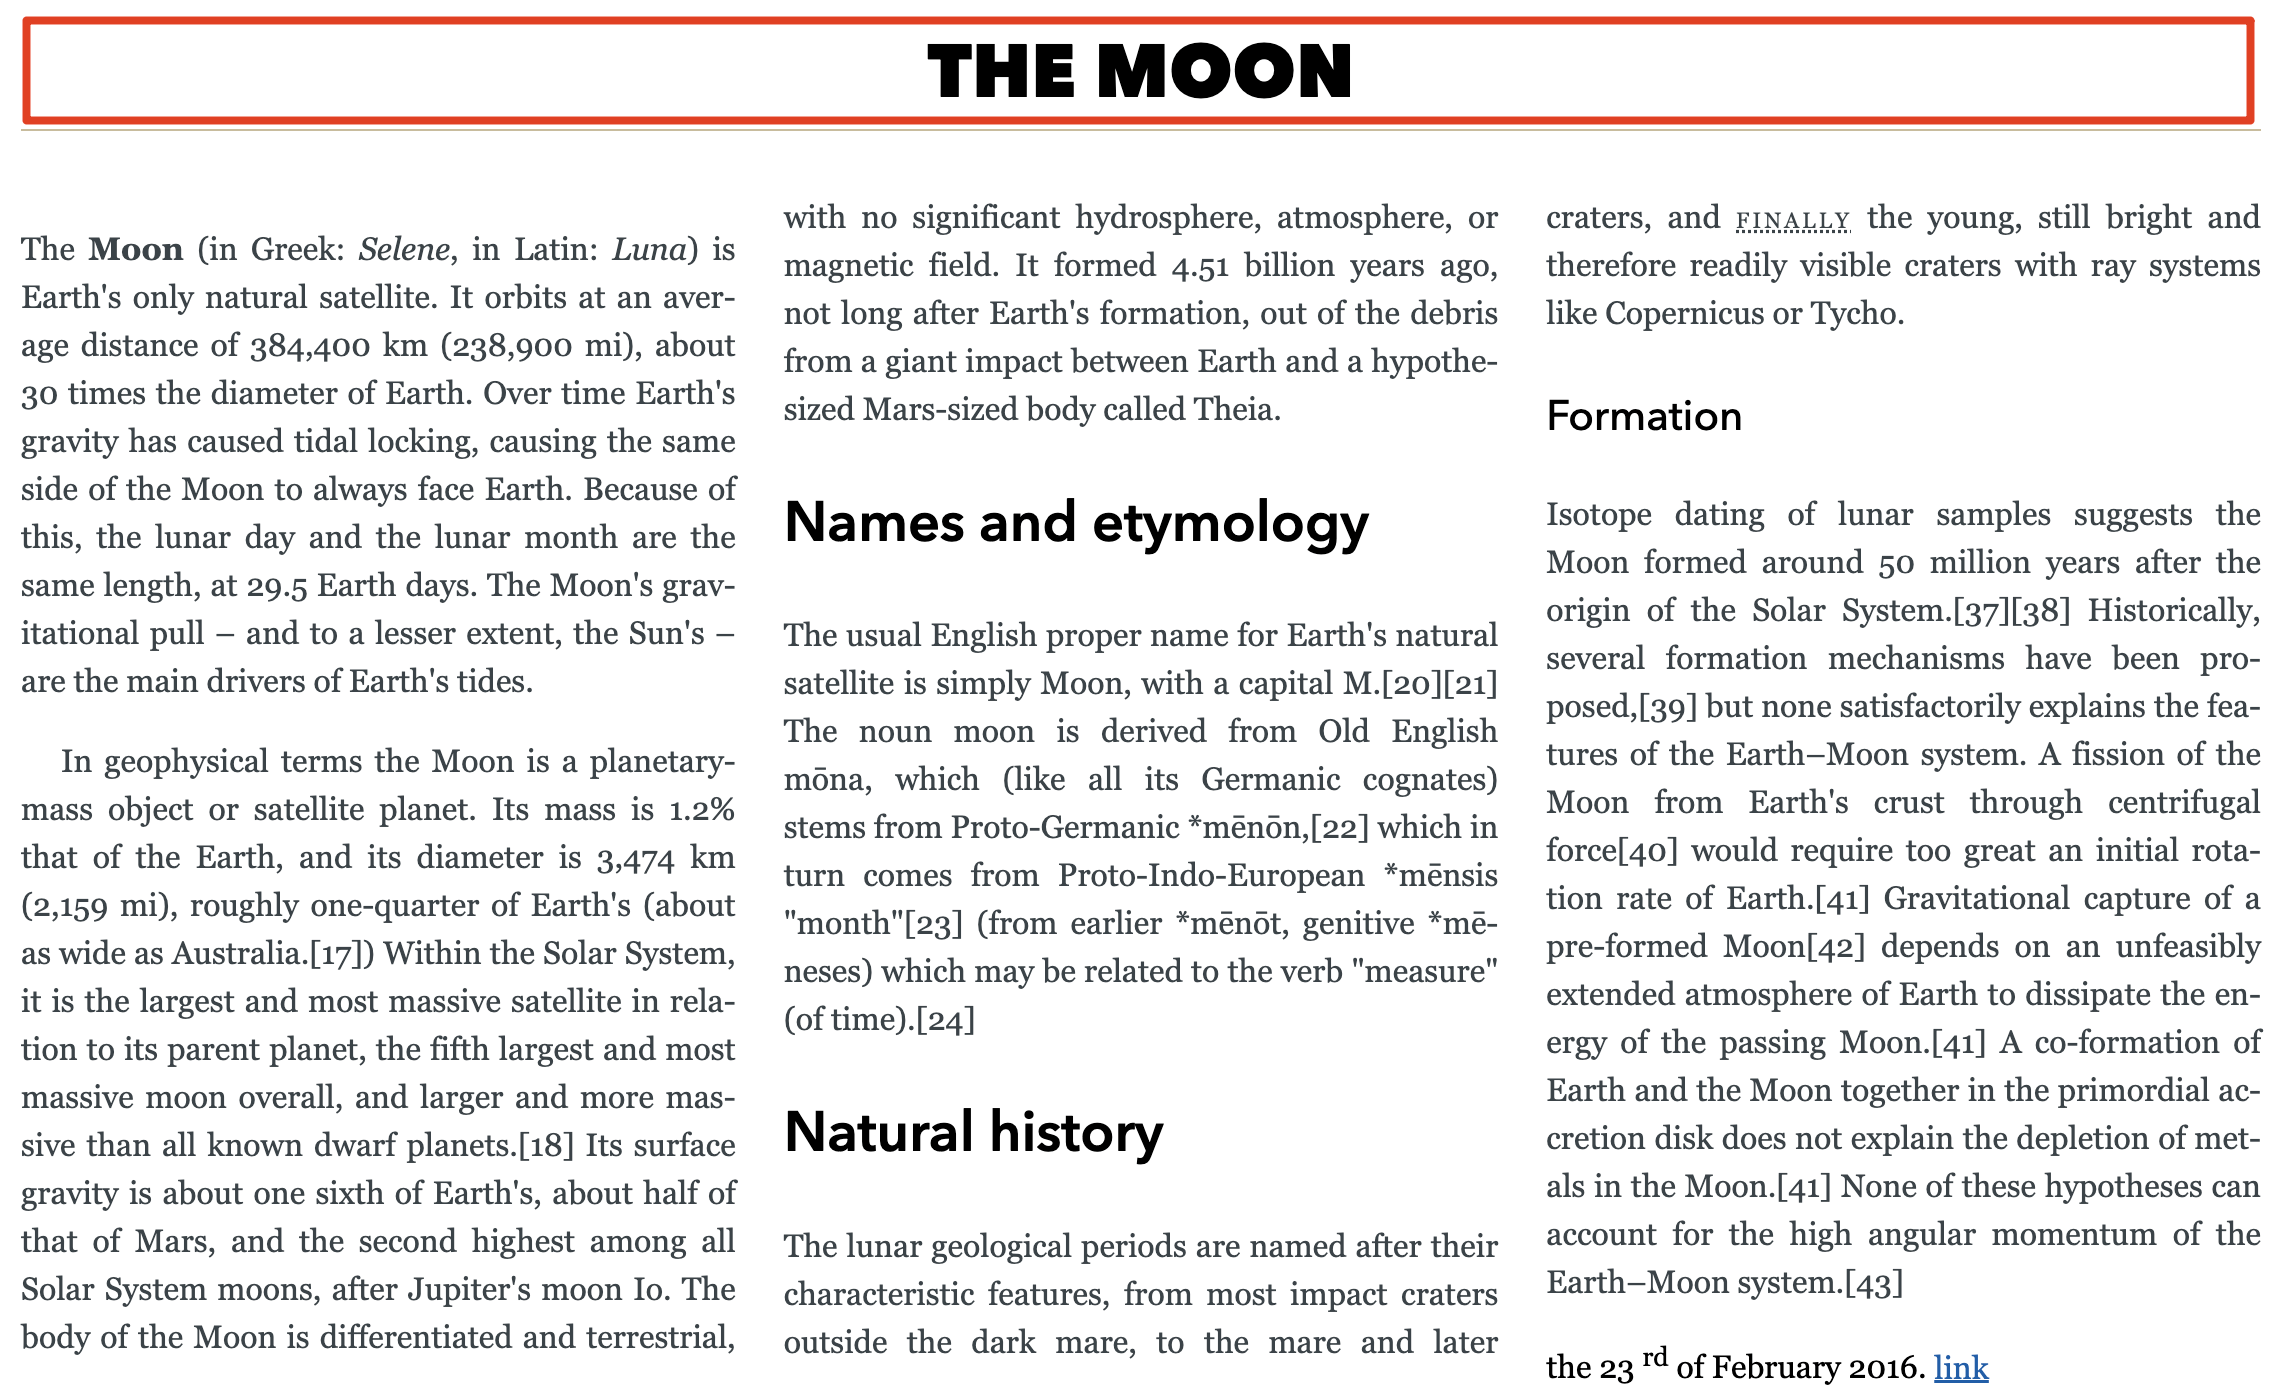 THE MOON
The Moon (in Greek: Selene, in Latin: Luna) is
Earth's only natural satellite. It orbits at an aver-
age distance of 384,400 km (238,900 mi), about
30 times the diameter of Earth. Over time Earth's
gravity has caused tidal locking, causing the same
side of the Moon to always face Earth. Because of
this, the lunar day and the lunar month are the
same length, at 29.5 Earth days. The Moon's grav-
itational pull – and to a lesser extent, the Sun's –
are the main drivers of Earth's tides.
In geophysical terms the Moon is a planetary-
mass object or satellite planet. Its mass is 1.2%
that of the Earth, and its diameter is 3,474 km
(2,159 mi), roughly one-quarter of Earth's (about
as wide as Australia.[17]) Within the Solar System,
it is the largest and most massive satellite in rela-
tion to its parent planet, the fifth largest and most
massive moon overall, and larger and more mas-
sive than all known dwarf planets.[18] Its surface
gravity is about one sixth of Earth's, about half of
that of Mars, and the second highest among all
Solar System moons, after Jupiter's moon Io. The
body of the Moon is differentiated and terrestrial,
with no significant hydrosphere, atmosphere, or
magnetic field. It formed 4.51 billion years ago,
not long after Earth's formation, out of the debris
from a giant impact between Earth and a hypothe-
sized Mars-sized body called Theia.
Names and etymology
The usual English proper name for Earth's natural
satellite is simply Moon, with a capital M.[20][21]
The noun moon is derived from Old English
mōna, which (like all its Germanic cognates)
stems from Proto-Germanic *mēnōn,[22] which in
turn comes from Proto-Indo-European *mēnsis
"month"[23] (from earlier *mēnōt, genitive *mē-
neses) which may be related to the verb "measure"
(of time).[24]
Natural history
The lunar geological periods are named after their
characteristic features, from most impact craters
outside the dark mare, to the mare and later
craters, and FINALLY the young, still bright and
therefore readily visible craters with ray systems
like Copernicus or Tycho.
Formation
Isotope dating of lunar samples suggests the
Moon formed around 50 million years after the
origin of the Solar System.[37][38] Historically,
several formation mechanisms have been pro-
posed,[39] but none satisfactorily explains the fea-
tures of the Earth–Moon system. A fission of the
Moon from Earth's crust through centrifugal
force[40] would require too great an initial rota-
tion rate of Earth.[41] Gravitational capture of a
pre-formed Moon[42] depends on an unfeasibly
extended atmosphere of Earth to dissipate the en-
ergy of the passing Moon.[41] A co-formation of
Earth and the Moon together in the primordial ac-
cretion disk does not explain the depletion of met-
als in the Moon.[41] None of these hypotheses can
account for the high angular momentum of the
Earth–Moon system.[43]
the 23 rd of February 2016. link